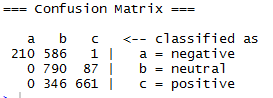 === Confusion Matrix ===
a b c <-- classified as
210 586 1 | a = negative
0 790 87 | b = neutral
0 346 661 | c = positive